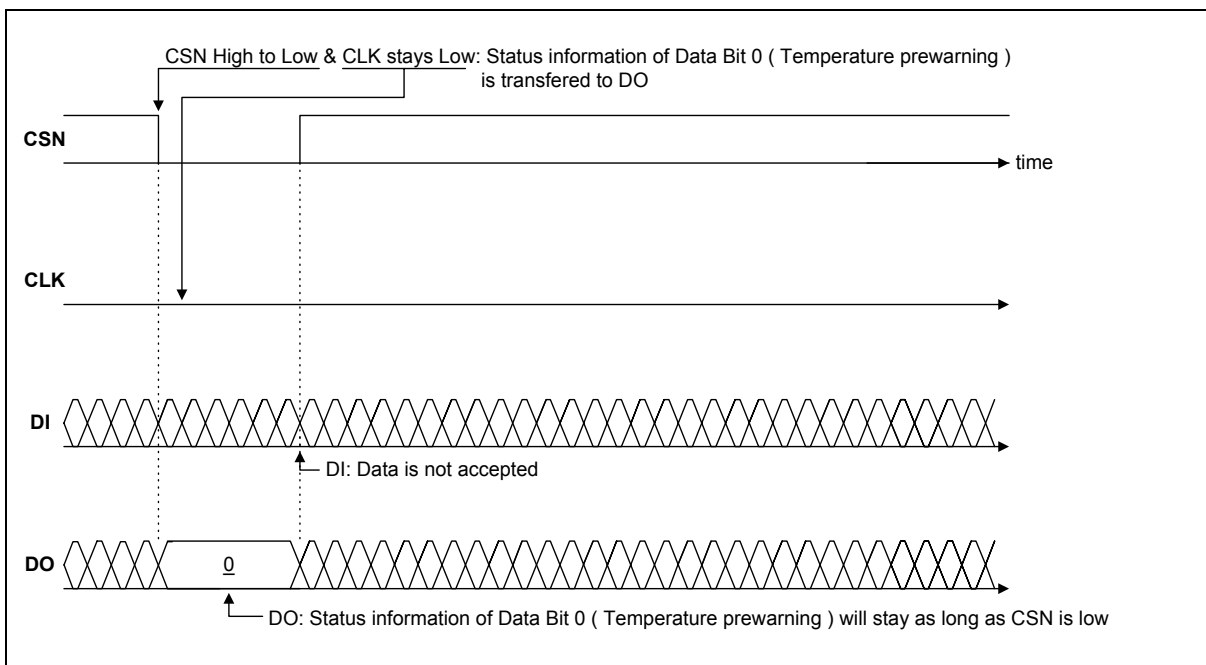 CSN High to Low & CLK stays Low: Status information of Data Bit 0 ( Temperature prewarning )
is transfered to DO
CSN
time
CLK
DI
DI: Data is not accepted
DO
0
DO: Status information of Data Bit 0 ( Temperature prewarning ) will stay as long as CSN is low